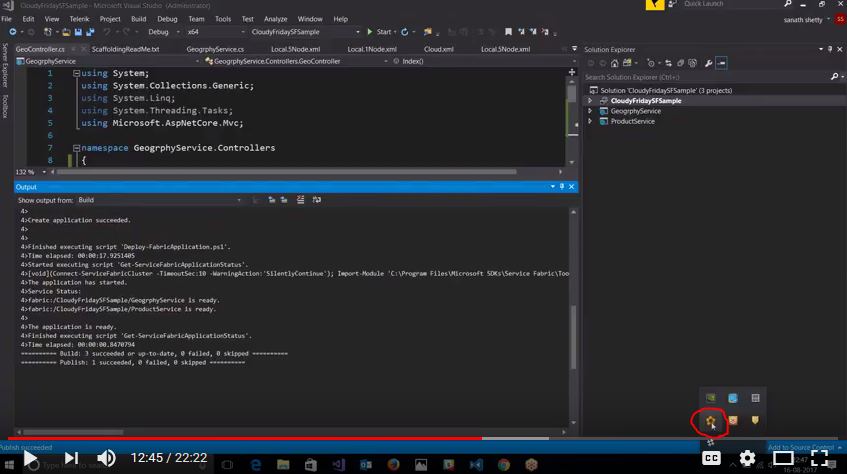 CloudyFridaySFSample - Microsoft Visual Studio (Administrator)
Quick Launch
File Edit View Telerik Project Build Debug Team Tools Test Analyze Window Help
sanath shetty
SS
Debug x64 CloudyFridaySFSample Start
GeoController.cs ScaffoldingReadMe.txt GeogrphyService.cs Local.5Node.xml Local.1Node.xml Cloud.xml Local.5Node.xml
Solution Explorer
GeogrphyService GeogrphyService.Controllers.GeoController Index()
Server Explorer
Toolbox
Search Solution Explorer (Ctrl+;)
1 using System;
2 using System.Collections.Generic;
3 using System.Linq;
4 using System.Threading.Tasks;
5 using Microsoft.AspNetCore.Mvc;
6
7 namespace GeogrphyService.Controllers
8 {
Solution 'CloudyFridaySFSample' (3 projects)
CloudyFridaySFSample
GeogrphyService
ProductService
132 %
Output
Show output from: Build
4>
4>Create application succeeded.
4>
4>
4>Finished executing script 'Deploy-FabricApplication.ps1'.
4>Time elapsed: 00:00:17.9251405
4>Started executing script 'Get-ServiceFabricApplicationStatus'.
4>[void](Connect-ServiceFabricCluster -TimeoutSec:10 -WarningAction:'SilentlyContinue'); Import-Module 'C:\Program Files\Microsoft SDKs\Service Fabric\Too
4>The application has started.
4>Service Status:
4>fabric:/CloudyFridaySFSample/GeogrphyService is ready.
4>fabric:/CloudyFridaySFSample/ProductService is ready.
4>
4>The application is ready.
4>Finished executing script 'Get-ServiceFabricApplicationStatus'.
4>Time elapsed: 00:00:00.8470794
========== Build: 3 succeeded or up-to-date, 0 failed, 0 skipped ==========
========== Publish: 1 succeeded, 0 failed, 0 skipped ==========
Publish succeeded
Add to Source Control
12:45 / 22:22
CC
12:47
16-08-2017